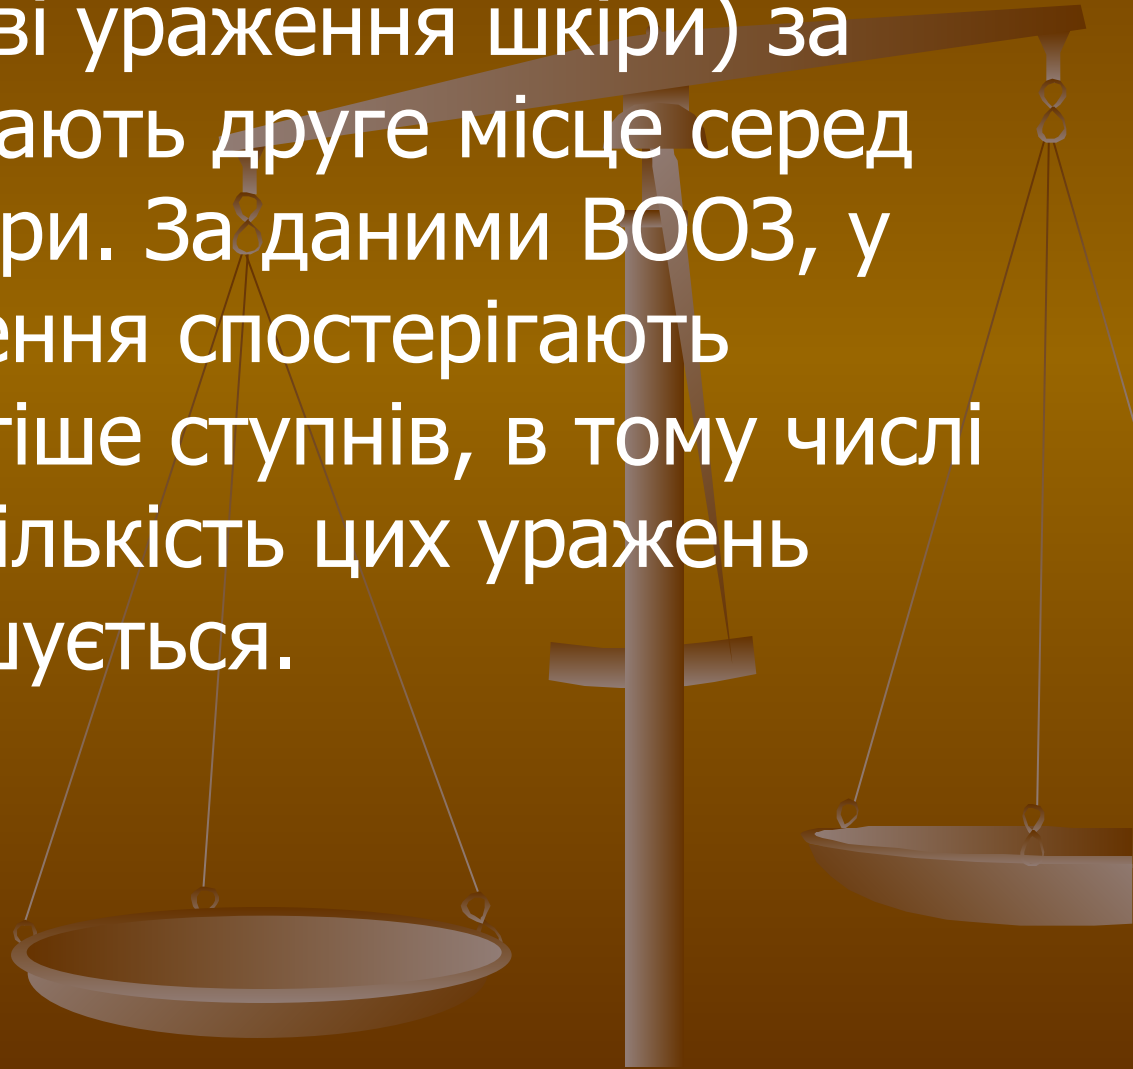 ві ураження шкіри) за
ають друге місце серед
ри. За даними ВООЗ, у
ення спостерігають
тіше ступнів, в тому числі
ількість цих уражень
шується.